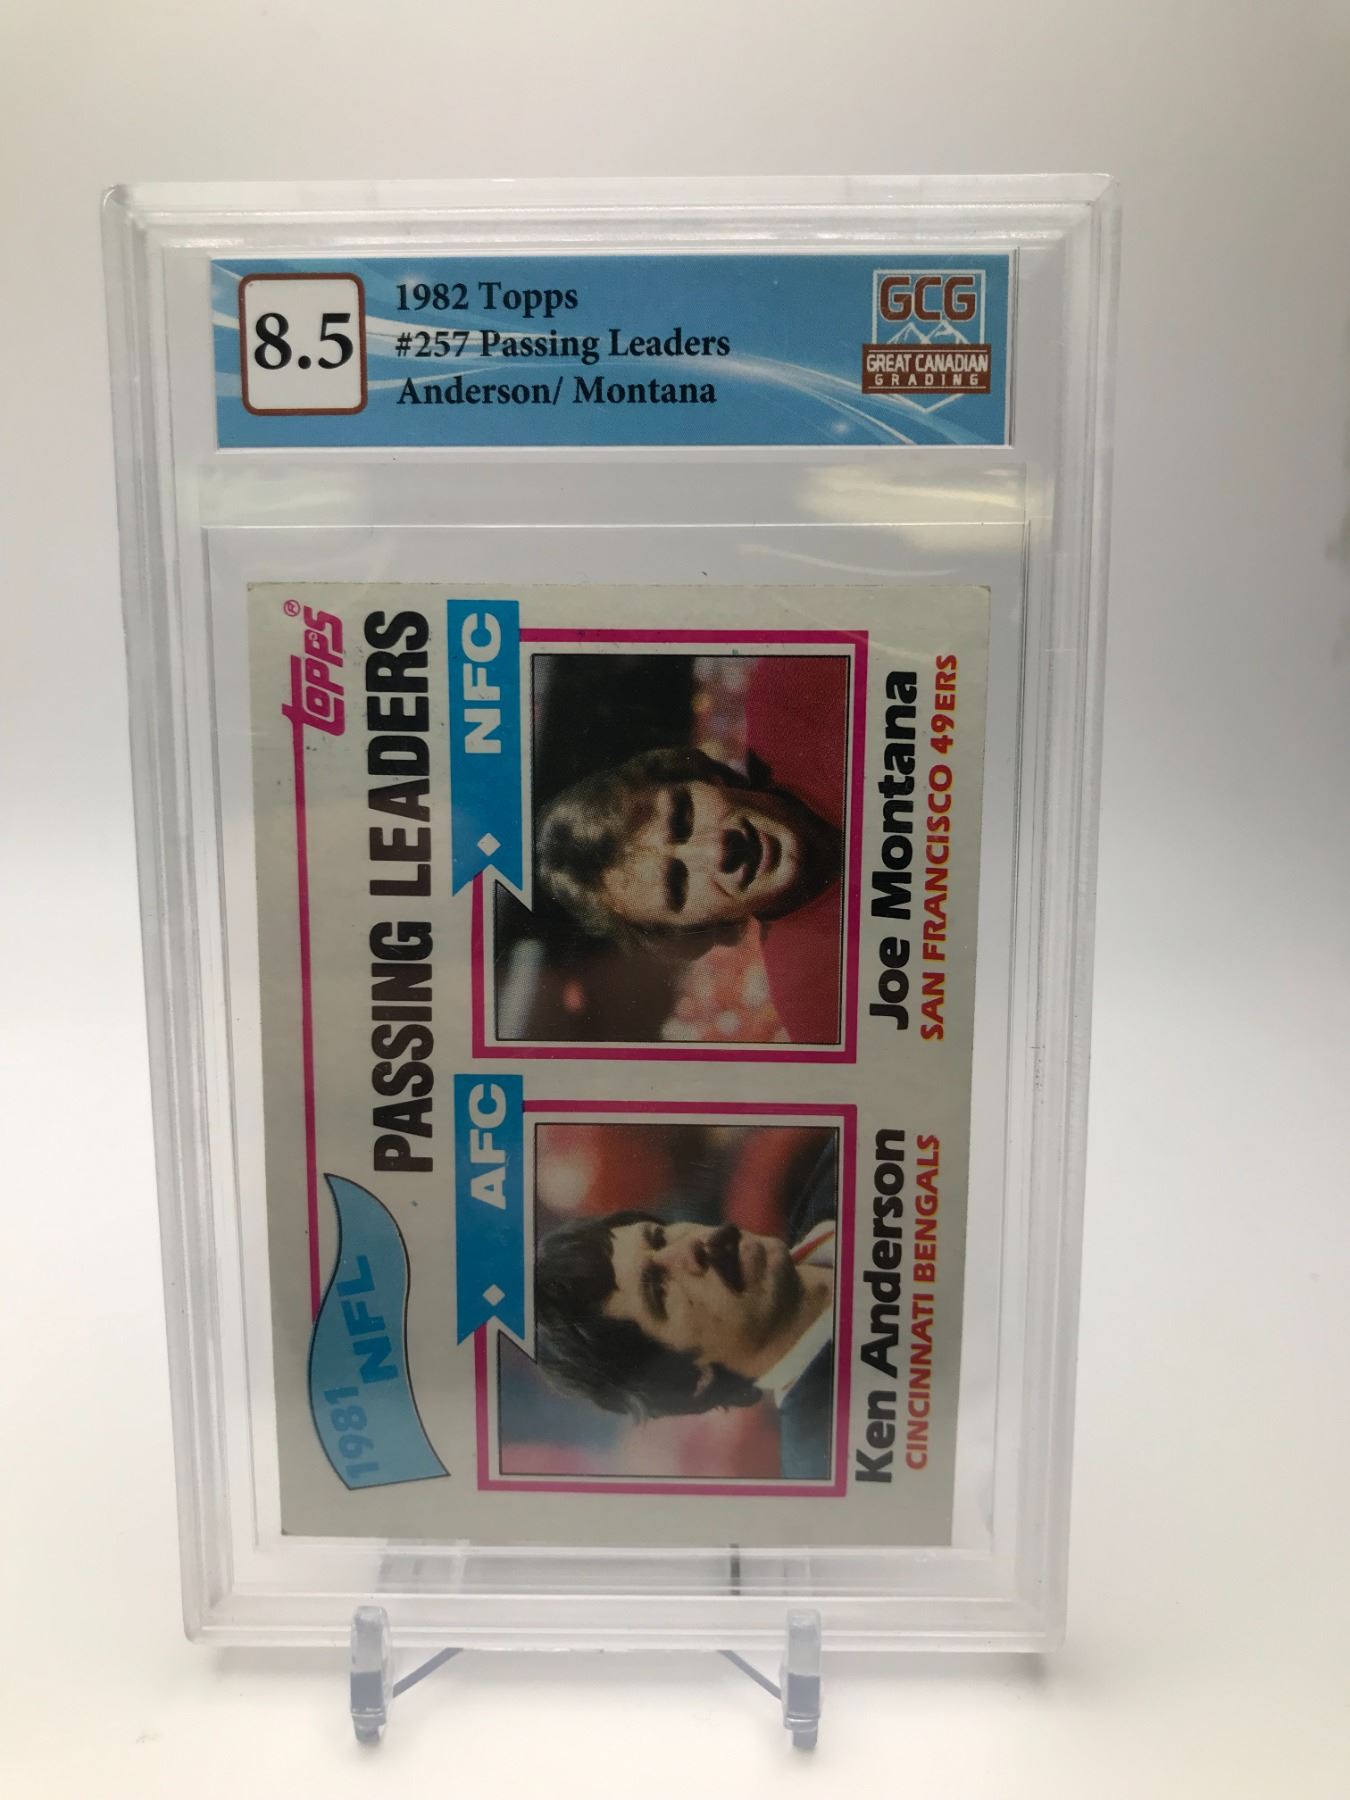 8.5
1982 Topps
#257 Passing Leaders
Anderson/ Montana
GCG
GREAT CANADIAN
GRADING
topps®
1981
NFL
PASSING LEADERS
AFC
NFC
Ken Anderson
CINCINNATI BENGALS
Joe Montana
SAN FRANCISCO 49ERS